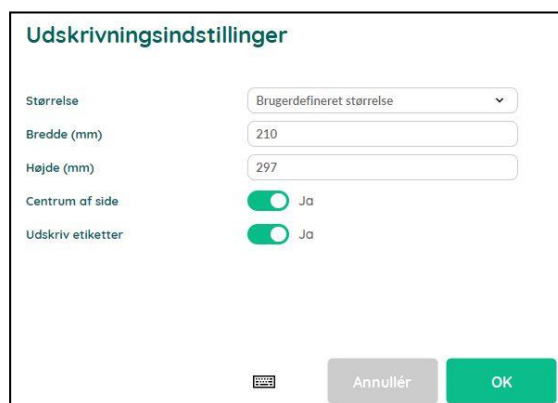 Udskrivningsindstillinger
Størrelse Brugerdefineret størrelse
Bredde (mm) 210
Højde (mm) 297
Centrum af side Ja
Udskriv etiketter Ja
Annullér OK